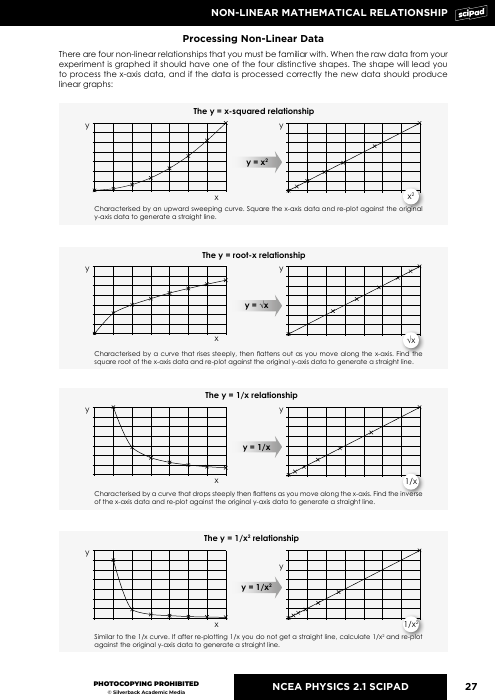 NON-LINEAR MATHEMATICAL RELATIONSHIP scipad
Processing Non-Linear Data
There are four non-linear relationships that you must be familiar with. When the raw data from your
experiment is graphed it should have one of the four distinctive shapes. The shape will lead you
to process the x-axis data, and if the data is processed correctly the new data should produce
linear graphs:
The y = x-squared relationship
y
x
y = x²
y
x²
Characterised by an upward sweeping curve. Square the x-axis data and re-plot against the original
y-axis data to generate a straight line.
The y = root-x relationship
y
x
y = √x
y
√x
Characterised by a curve that rises steeply, then flattens out as you move along the x-axis. Find the
square root of the x-axis data and re-plot against the original y-axis data to generate a straight line.
The y = 1/x relationship
y
x
y = 1/x
y
1/x
Characterised by a curve that drops steeply then flattens as you move along the x-axis. Find the inverse
of the x-axis data and re-plot against the original y-axis data to generate a straight line.
The y = 1/x² relationship
y
x
y = 1/x²
y
1/x²
Similar to the 1/x curve. If after re-plotting 1/x you do not get a straight line, calculate 1/x² and re-plot
against the original y-axis data to generate a straight line.
PHOTOCOPYING PROHIBITED
© Silverback Academic Media
NCEA PHYSICS 2.1 SCIPAD
27